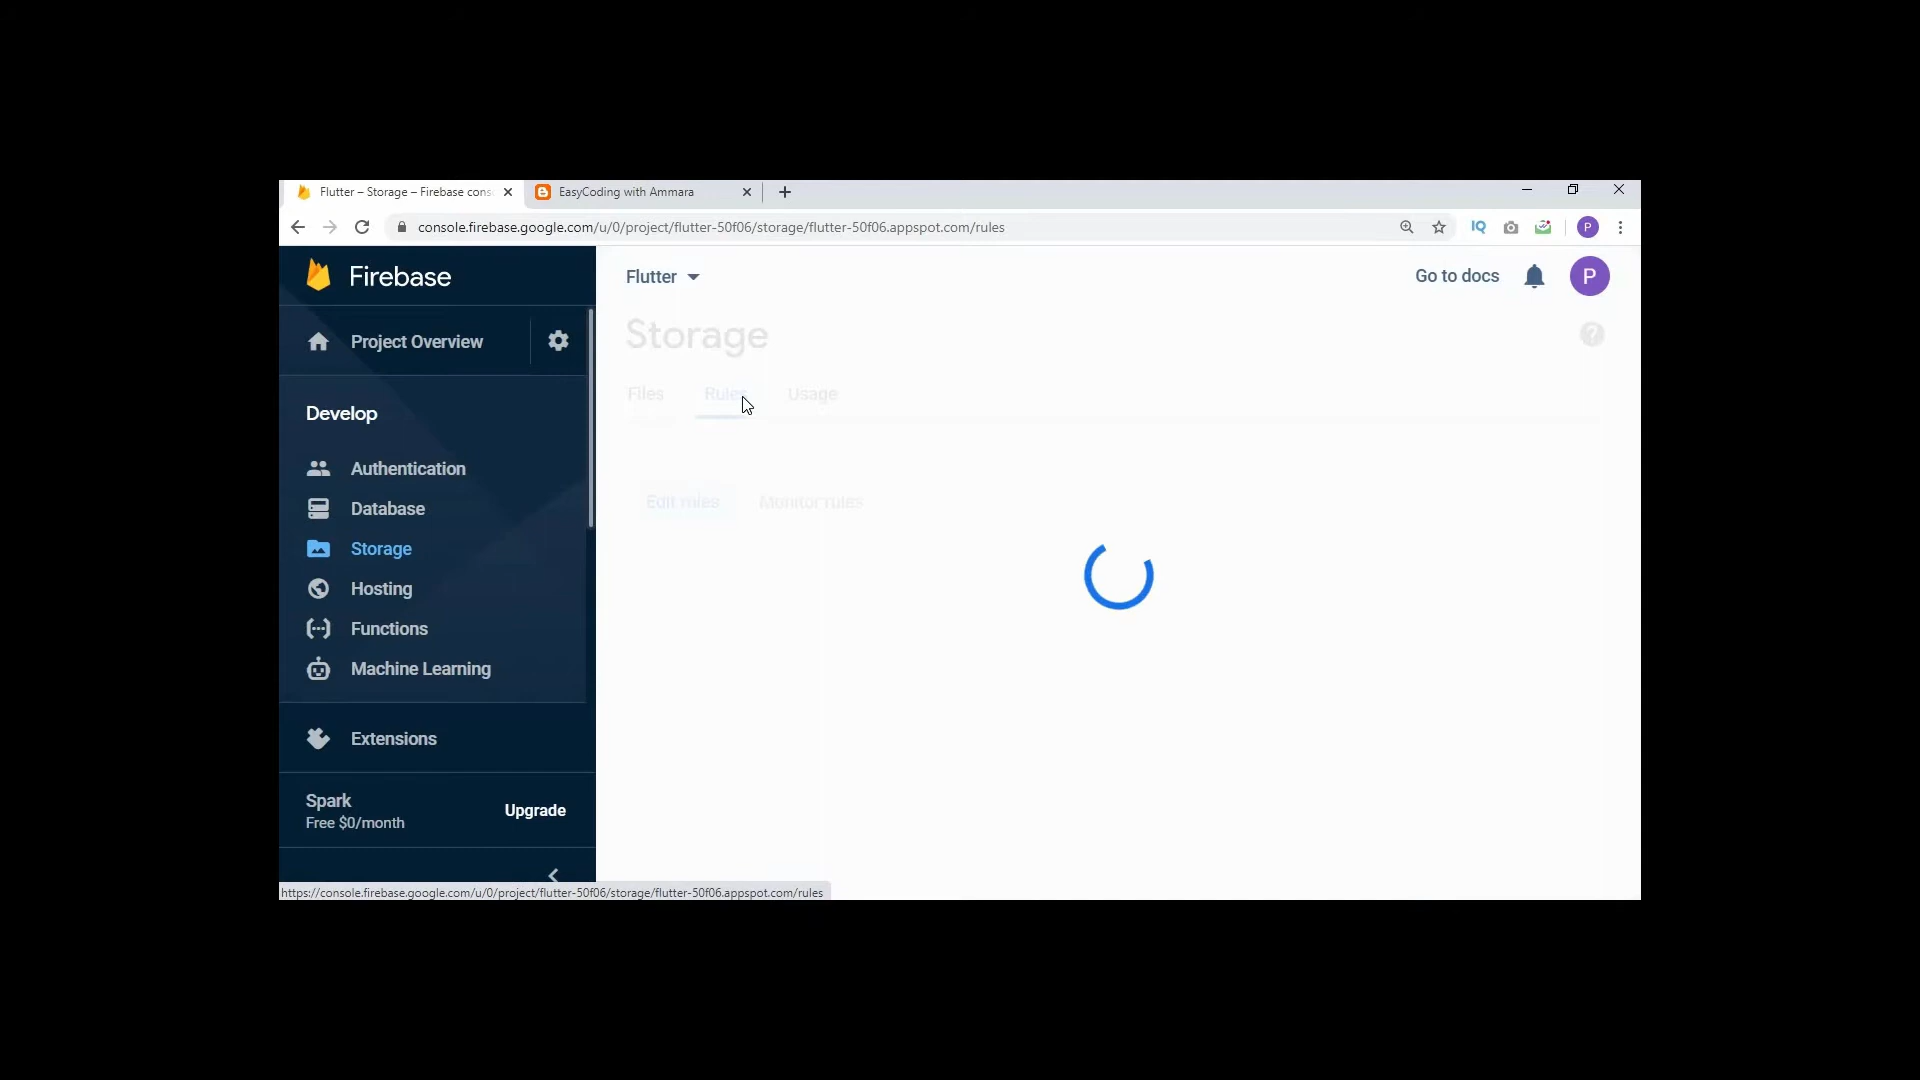 Flutter – Storage – Firebase cons
EasyCoding with Ammara
console.firebase.google.com/u/0/project/flutter-50f06/storage/flutter-50f06.appspot.com/rules
IQ
P
Firebase
Flutter
Go to docs
P
Project Overview
Storage
?
Files
Rules
Usage
Develop
Authentication
Edit rules
Monitor rules
Database
Storage
Hosting
Functions
Machine Learning
Extensions
Spark
Free $0/month
Upgrade
https://console.firebase.google.com/u/0/project/flutter-50f06/storage/flutter-50f06.appspot.com/rules